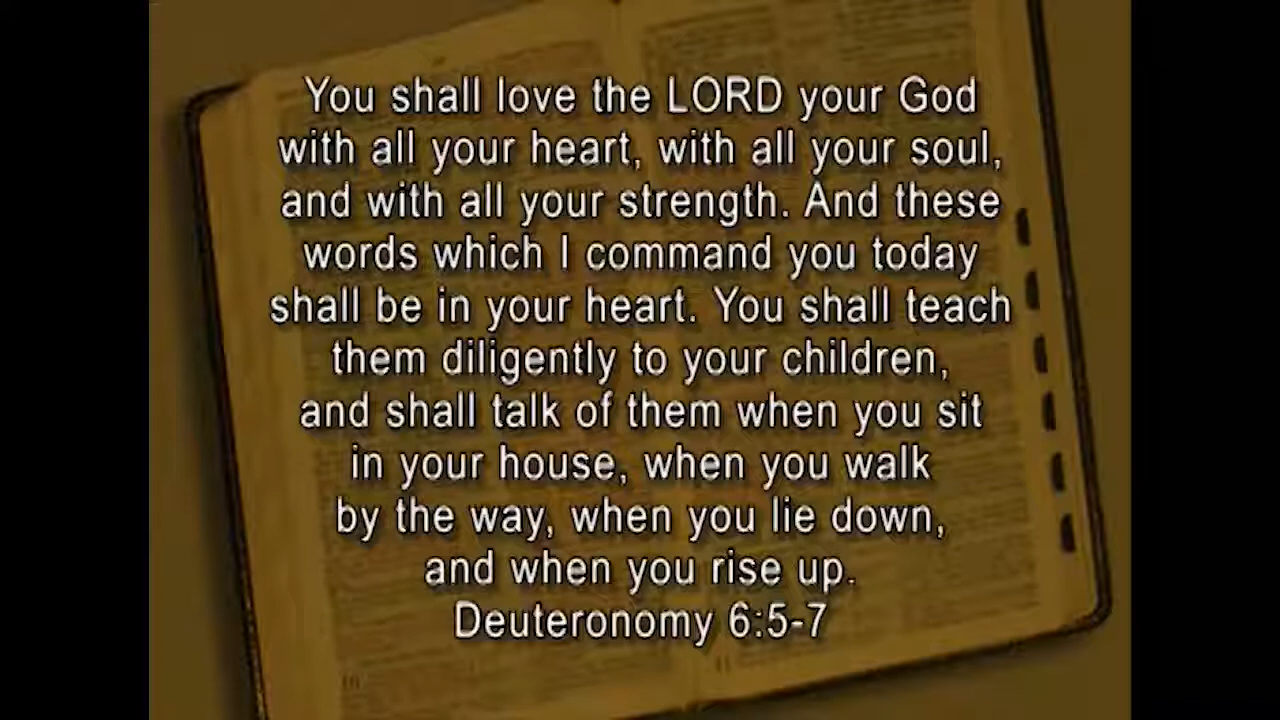 You shall love the LORD your God
with all your heart, with all your soul,
and with all your strength. And these
words which I command you today
shall be in your heart. You shall teach
them diligently to your children,
and shall talk of them when you sit
in your house, when you walk
by the way, when you lie down,
and when you rise up.
Deuteronomy 6:5-7